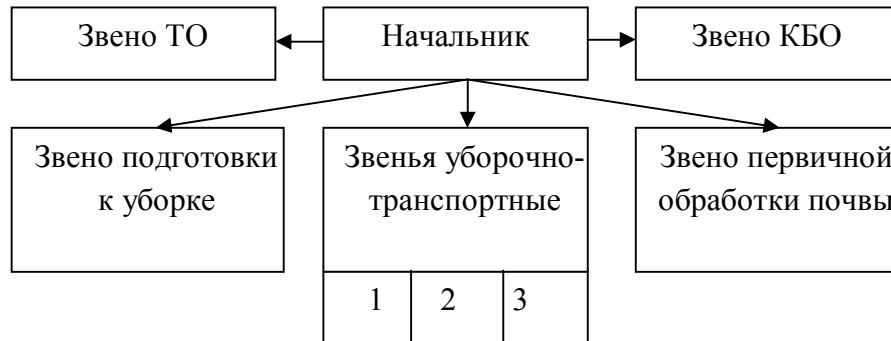 Звено ТО
Начальник
Звено КБО
Звено подготовки
к уборке
Звенья уборочно-
транспортные
Звено первичной
обработки почвы
1 2 3